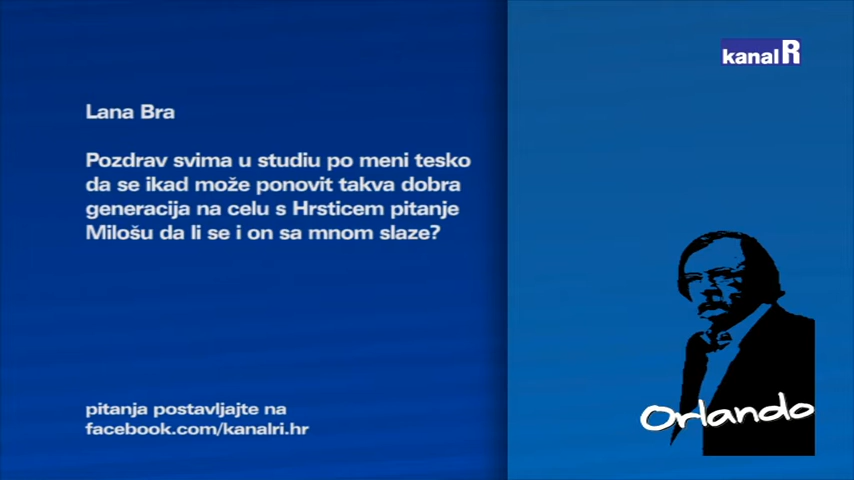 kanal R
Lana Bra
Pozdrav svima u studiu po meni tesko
da se ikad može ponovit takva dobra
generacija na celu s Hrsticem pitanje
Milošu da li se i on sa mnom slaze?
pitanja postavljajte na
facebook.com/kanalri.hr
Orlando